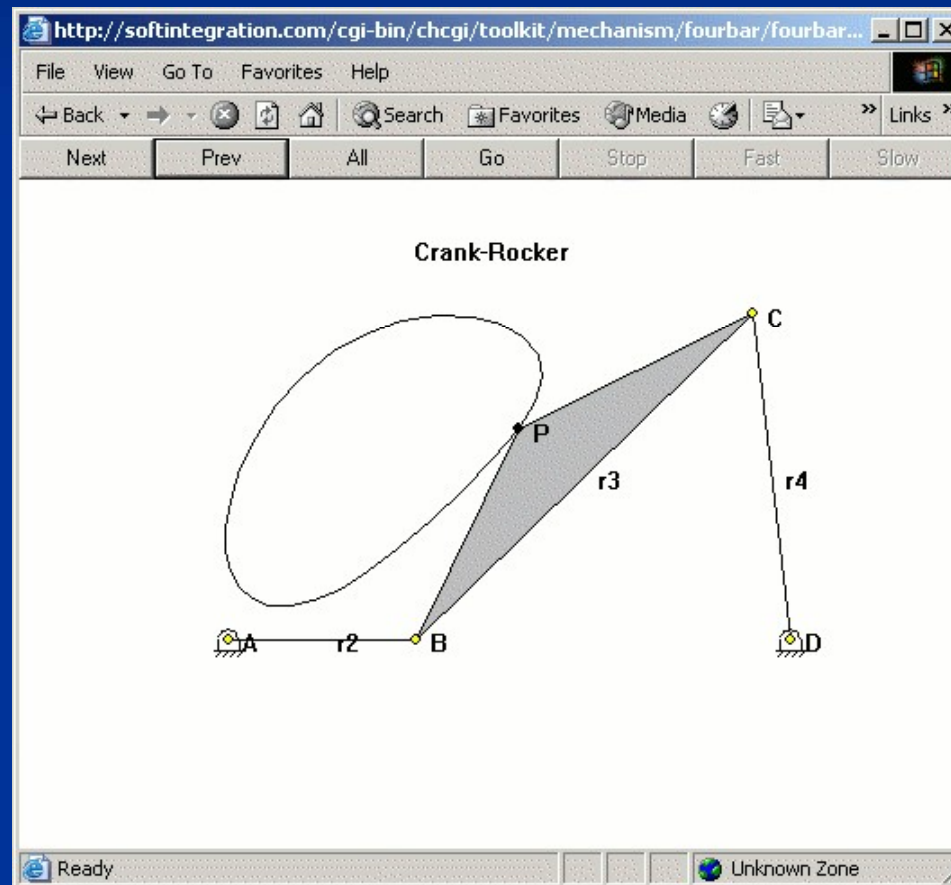 http://softintegration.com/cgi-bin/chcgi/toolkit/mechanism/fourbar/fourbar...
File View Go To Favorites Help
Back Search Favorites Media » Links »
Next Prev All Go Stop Fast Slow
Crank-Rocker
C
P
r3 r4
A r2 B D
Ready Unknown Zone